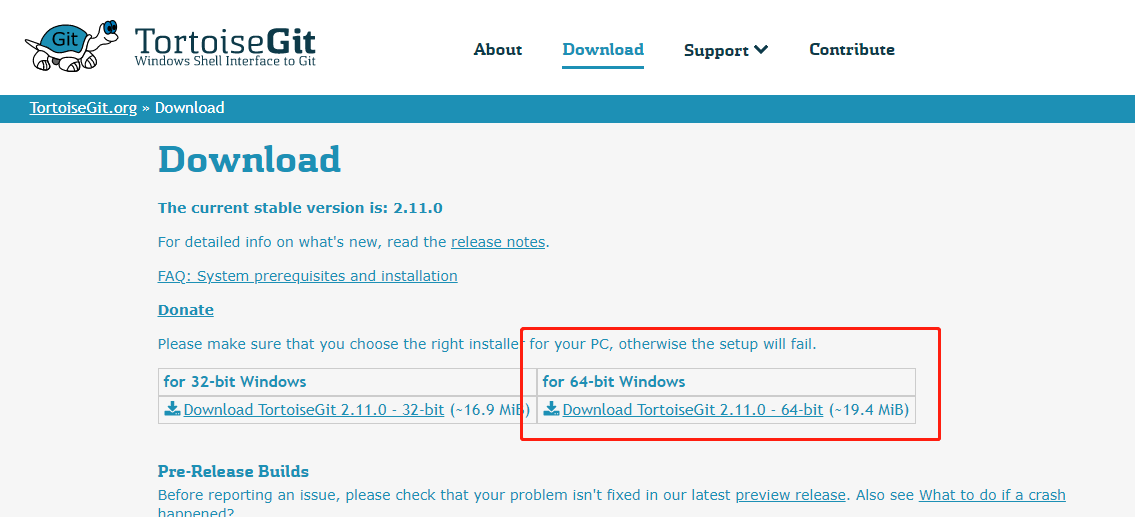 Git
TortoiseGit
Windows Shell Interface to Git
About
Download
Support
Contribute
TortoiseGit.org » Download
Download
The current stable version is: 2.11.0
For detailed info on what's new, read the release notes.
FAQ: System prerequisites and installation
Donate
Please make sure that you choose the right installer for your PC, otherwise the setup will fail.
for 32-bit Windows
for 64-bit Windows
Download TortoiseGit 2.11.0 - 32-bit (~16.9 MiB)
Download TortoiseGit 2.11.0 - 64-bit (~19.4 MiB)
Pre-Release Builds
Before reporting an issue, please check that your problem isn't fixed in our latest preview release. Also see What to do if a crash
happened?